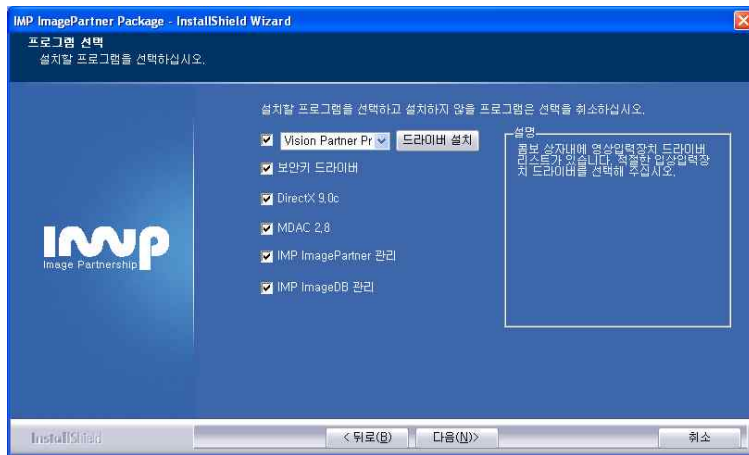 IMP ImagePartner Package - InstallShield Wizard
프로그램 선택
설치할 프로그램을 선택하십시오.
설치할 프로그램을 선택하고 설치하지 않을 프로그램은 선택을 취소하십시오.
Vision Partner Pr
드라이버 설치
보안키 드라이버
DirectX 9.0c
MDAC 2.8
IMP ImagePartner 관리
IMP ImageDB 관리
설명
콤보 상자내에 영상입력장치 드라이버
리스트가 있습니다. 적절한 입상입력장
치 드라이버를 선택해 주십시오.
IMP
Image Partnership
InstallShield
< 뒤로(B)
다음(N)>
취소